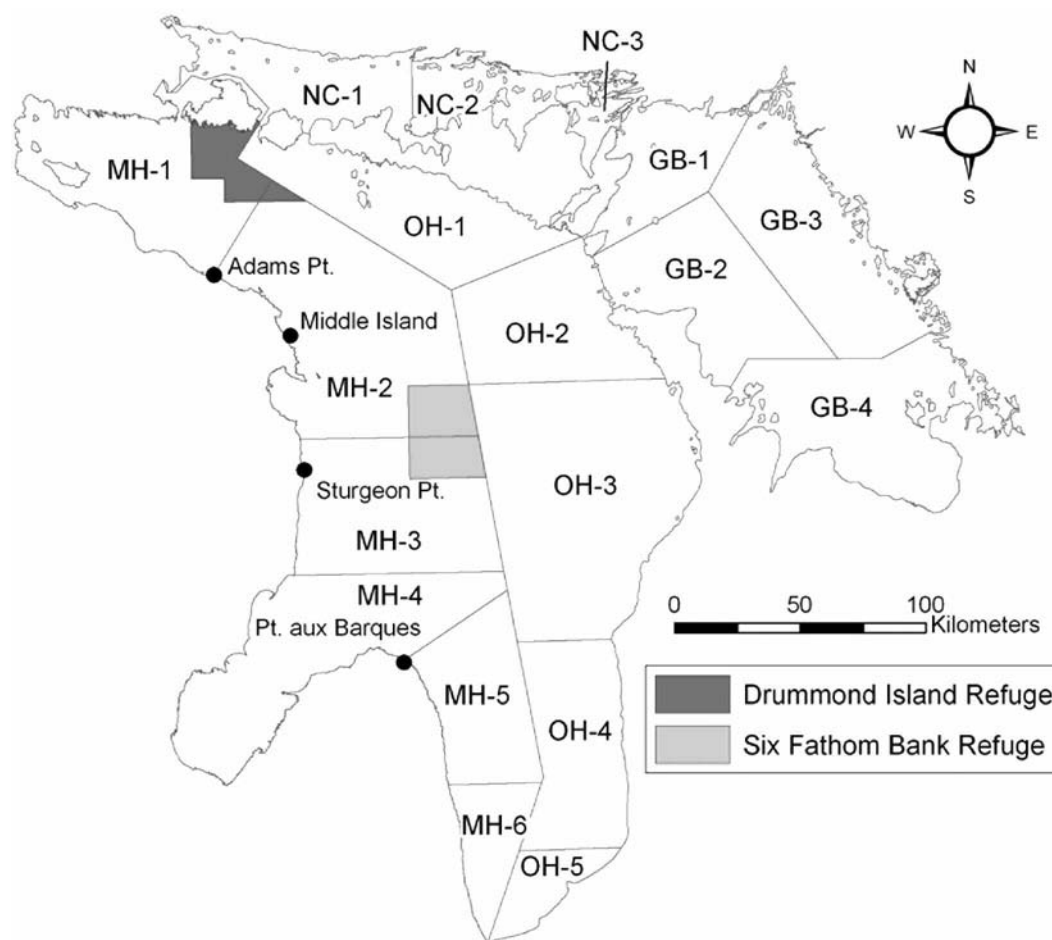 NC-3
N
NC-1
NC-2
W
E
S
GB-1
MH-1
GB-3
OH-1
GB-2
Adams Pt.
Middle Island
OH-2
MH-2
GB-4
Sturgeon Pt.
OH-3
MH-3
MH-4
0 50 100
Kilometers
Pt. aux Barques
MH-5
Drummond Island Refuge
OH-4
Six Fathom Bank Refuge
MH-6
OH-5